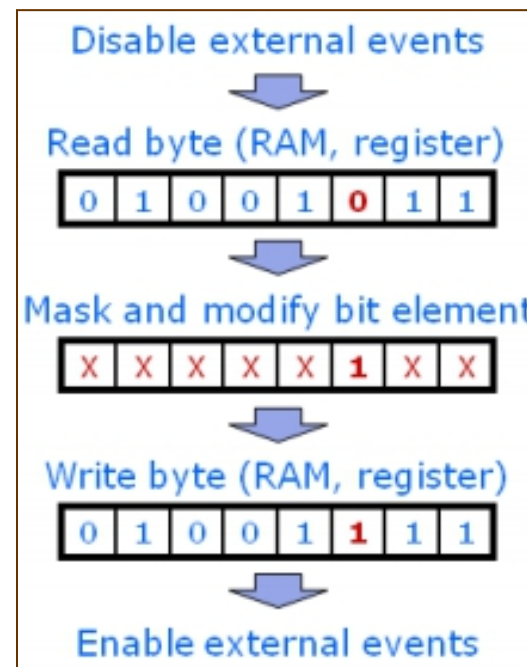 Disable external events
Read byte (RAM, register)
0 1 0 0 1 0 1 1
Mask and modify bit element
X X X X X 1 X X
Write byte (RAM, register)
0 1 0 0 1 1 1 1
Enable external events